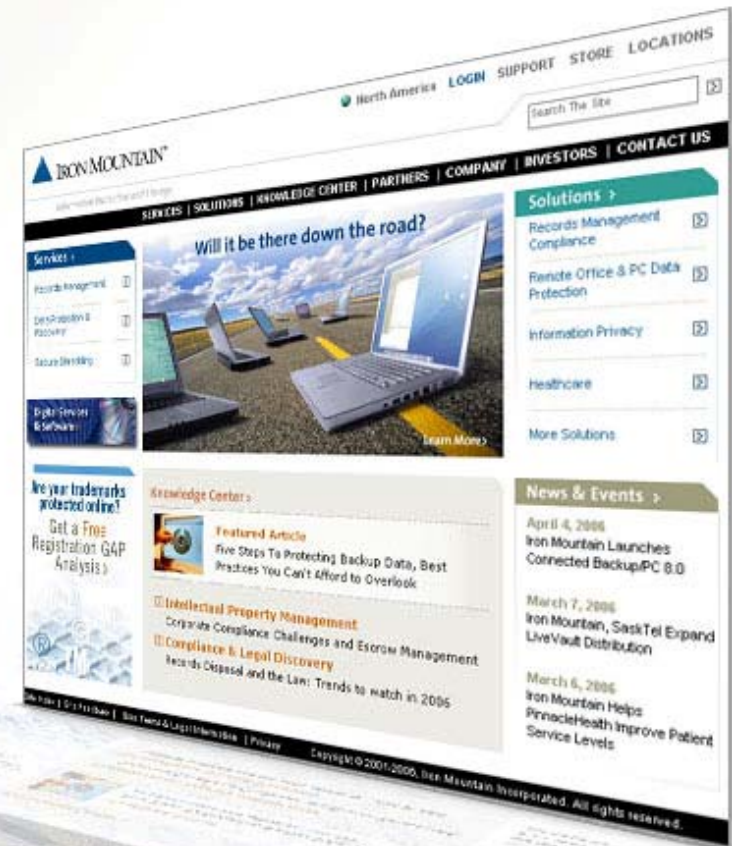 North America LOGIN SUPPORT STORE LOCATIONS
Search The Site
IRON MOUNTAIN™
SERVICES | SOLUTIONS | KNOWLEDGE CENTER | PARTNERS | COMPANY | INVESTORS | CONTACT US
Services ›
Records Management
Data Protection &
Recovery
Secure Shredding
Digital Services
& Software ›
Are your trademarks
protected online?
Get a Free
Registration GAP
Analysis ›
Will it be there down the road?
Learn More ›
Knowledge Center ›
Featured Article
Five Steps To Protecting Backup Data, Best
Practices You Can't Afford to Overlook
Intellectual Property Management
Corporate Compliance Challenges and Escrow Management
Compliance & Legal Discovery
Records Disposal and the Law: Trends to watch in 2006
Solutions ›
Records Management
Compliance
Remote Office & PC Data
Protection
Information Privacy
Healthcare
More Solutions
News & Events ›
April 4, 2006
Iron Mountain Launches
Connected Backup/PC 8.0
March 7, 2006
Iron Mountain, SaskTel Expand
LiveVault Distribution
March 6, 2006
Iron Mountain Helps
PinnacleHealth Improve Patient
Service Levels
| Site Terms & Legal Information | Privacy Copyright © 2001-2006, Iron Mountain Incorporated. All rights reserved.